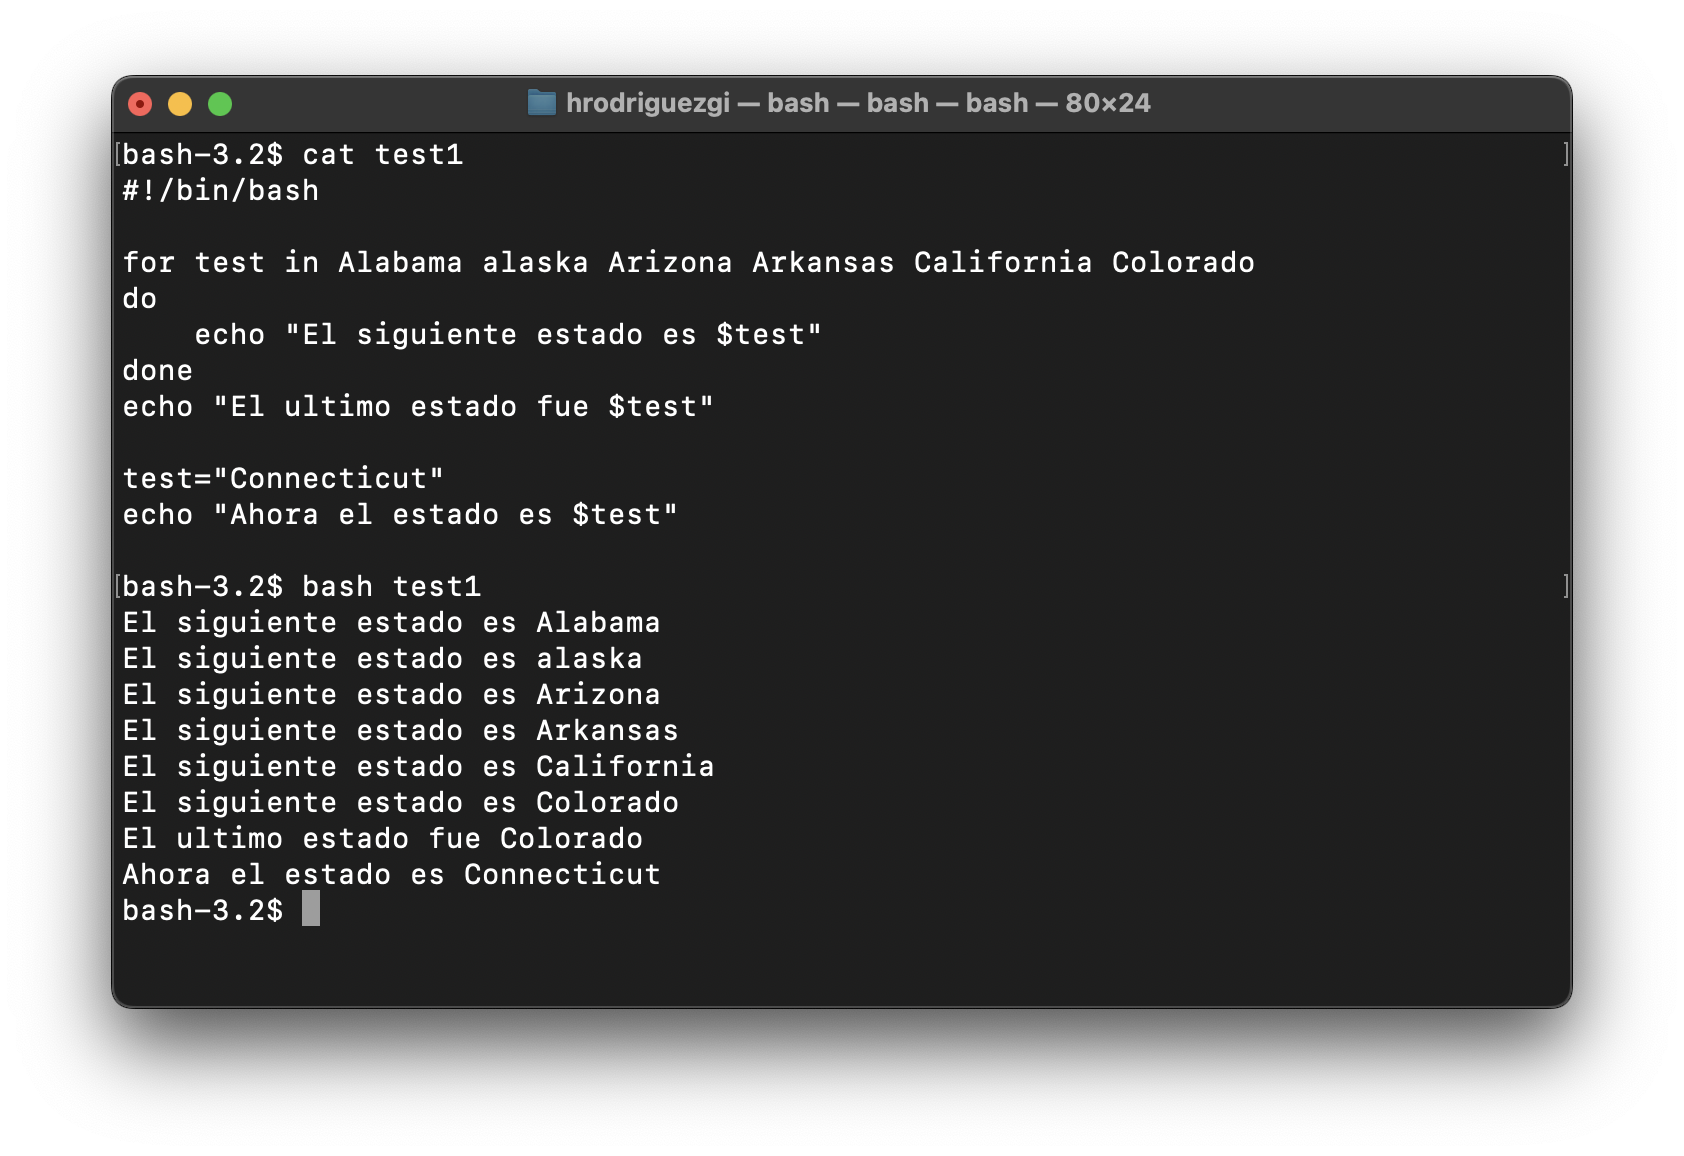 hrodriguezgi — bash — bash — bash — 80×24
[bash-3.2$ cat test1 ]
#!/bin/bash

for test in Alabama alaska Arizona Arkansas California Colorado
do
    echo "El siguiente estado es $test"
done
echo "El ultimo estado fue $test"

test="Connecticut"
echo "Ahora el estado es $test"

[bash-3.2$ bash test1 ]
El siguiente estado es Alabama
El siguiente estado es alaska
El siguiente estado es Arizona
El siguiente estado es Arkansas
El siguiente estado es California
El siguiente estado es Colorado
El ultimo estado fue Colorado
Ahora el estado es Connecticut
bash-3.2$